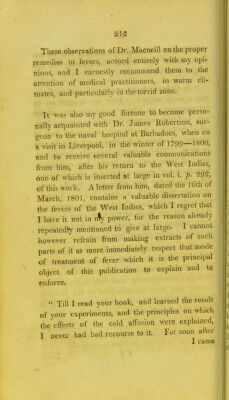 212
These observations of Dr. Macneill on the proper
remedies in fevers, accord entirely with my opi-
nions, and I earnestly recommend them to the
attention of medical practitioners, in warm cli-
mates, and particularly in the torrid zone.
It was also my good fortune to become perso-
nally acquainted with Dr. James Robertson, sur-
geon to the naval hospital at Barbadoes, when on
a visit in Liverpool, in the winter of 1799—1800,
and to receive several valuable communications
from him, after his return to the West Indies,
one of which is inserted at large in vol. i. p. 292,
of this work. A letter from him, dated the 16th of
March, 1801, contains a valuable dissertation on
the fevers of the West Indies, which I regret that
I have it not in my power, for the reason already
repeatedly mentioned to give at large. I cannot
however refrain from making extracts of such
parts of it as more immediately respect that mode
of treatment of fever which it is the principal
object of this publication to explain and to
enforce.
“ Till I read your book, and learned the result
of your experiments, and the principles on which
the effects of the cold affusion were explained,
I never had had recourse to it. For soon after
I came